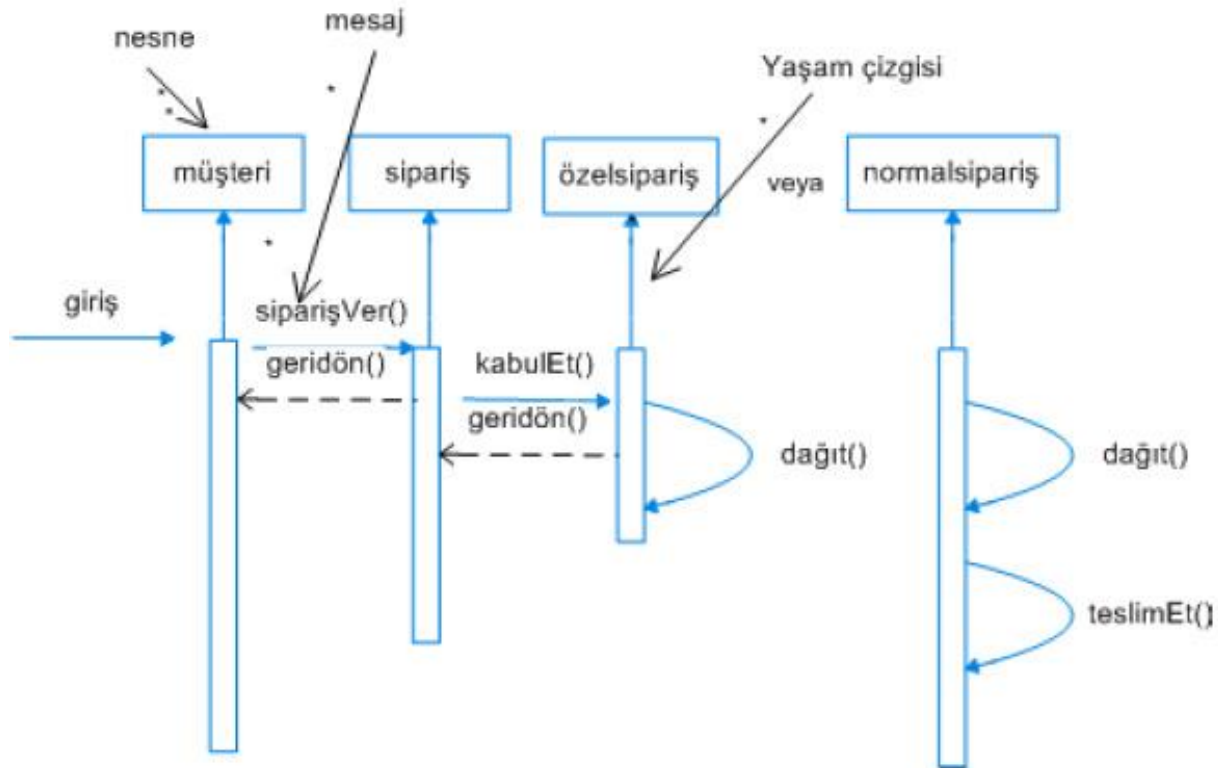 nesne
mesaj
Yaşam çizgisi
müşteri
sipariş
özelsipariş
veya
normalsipariş
giriş
siparişVer()
geridön()
kabulEt()
geridön()
dağıt()
dağıt()
teslimEt()